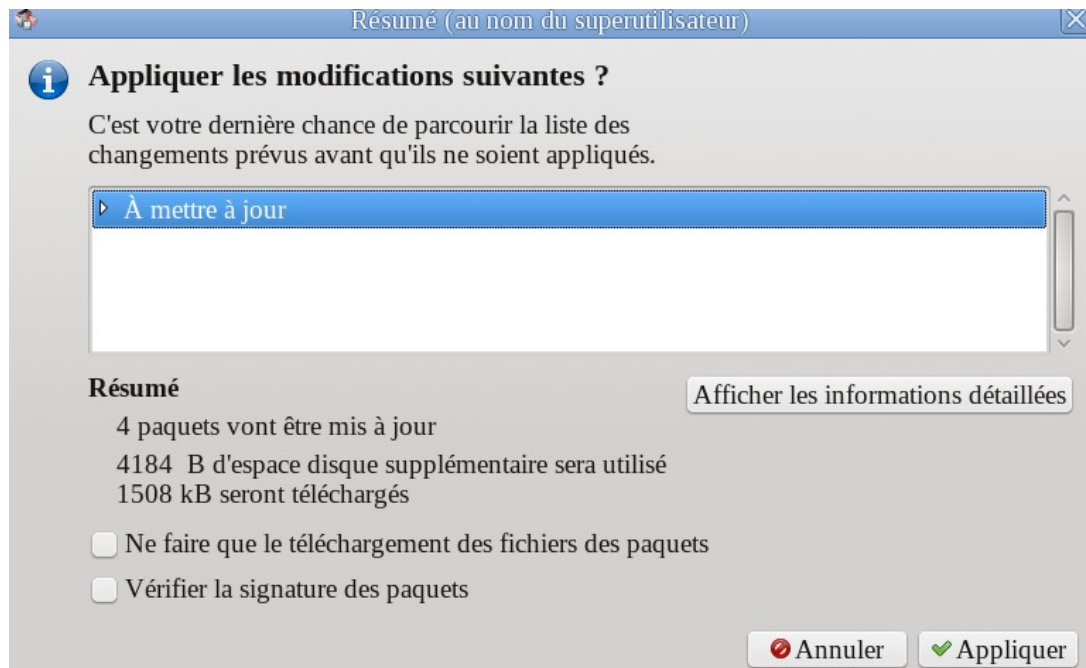 Résumé (au nom du superutilisateur)
Appliquer les modifications suivantes ?
C'est votre dernière chance de parcourir la liste des
changements prévus avant qu'ils ne soient appliqués.
À mettre à jour
Résumé
Afficher les informations détaillées
4 paquets vont être mis à jour
4184 B d'espace disque supplémentaire sera utilisé
1508 kB seront téléchargés
Ne faire que le téléchargement des fichiers des paquets
Vérifier la signature des paquets
Annuler
Appliquer